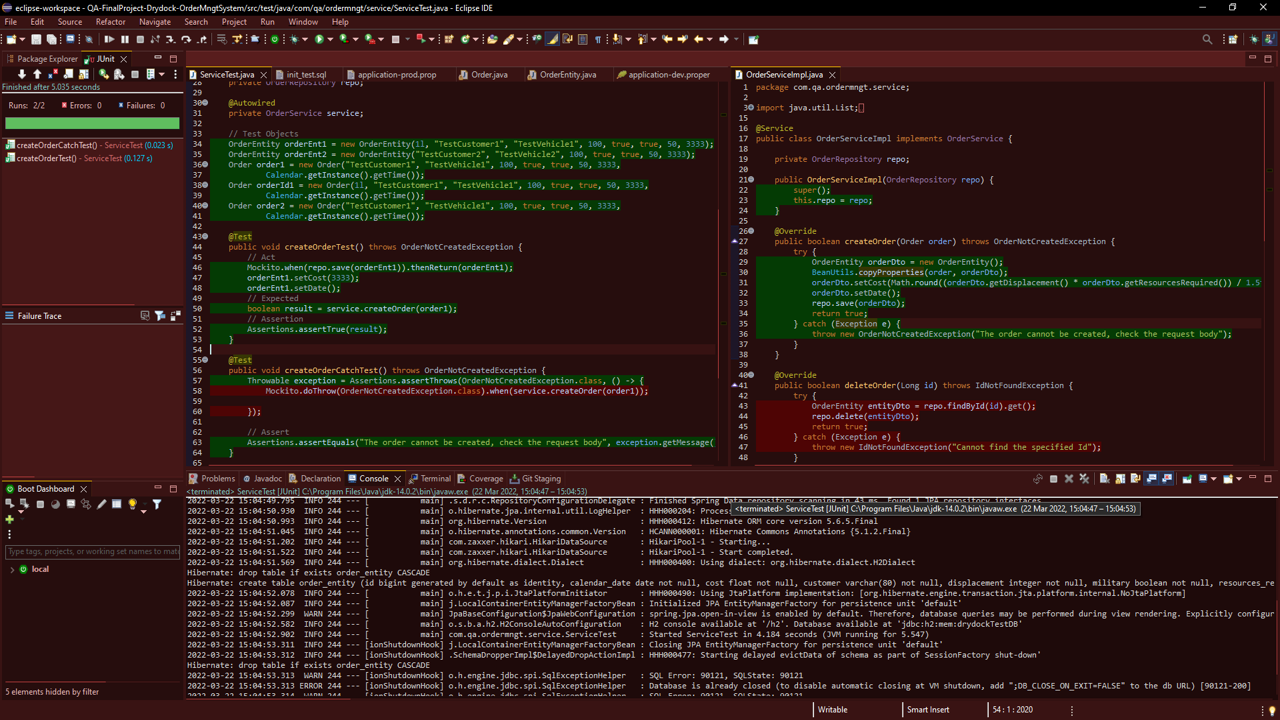 eclipse-workspace - QA-FinalProject-Drydock-OrderMngtSystem/src/test/java/com/qa/ordermngt/service/ServiceTest.java - Eclipse IDE
File Edit Source Refactor Navigate Search Project Run Window Help
Package Explorer JUnit
Finished after 5.035 seconds
Runs: 2/2 Errors: 0 Failures: 0
createOrderCatchTest() - ServiceTest (0.023 s)
createOrderTest() - ServiceTest (0.127 s)
Failure Trace
Boot Dashboard
Type tags, projects, or working set names to mat
local
5 elements hidden by filter
ServiceTest.java init_test.sql application-prod.prop Order.java OrderEntity.java application-dev.proper
28 private OrderRepository repo;
29
30 @Autowired
31 private OrderService service;
32
33 // Test Objects
34 OrderEntity orderEnt1 = new OrderEntity(1l, "TestCustomer1", "TestVehicle1", 100, true, true, 50, 3333);
35 OrderEntity orderEnt2 = new OrderEntity("TestCustomer2", "TestVehicle2", 100, true, true, 50, 3333);
36 Order order1 = new Order("TestCustomer1", "TestVehicle1", 100, true, true, 50, 3333,
37 Calendar.getInstance().getTime());
38 Order orderId1 = new Order(1l, "TestCustomer1", "TestVehicle1", 100, true, true, 50, 3333,
39 Calendar.getInstance().getTime());
40 Order order2 = new Order("TestCustomer1", "TestVehicle1", 100, true, true, 50, 3333,
41 Calendar.getInstance().getTime());
42
43 @Test
44 public void createOrderTest() throws OrderNotCreatedException {
45 // Act
46 Mockito.when(repo.save(orderEnt1)).thenReturn(orderEnt1);
47 orderEnt1.setCost(3333);
48 orderEnt1.setDate();
49 // Expected
50 boolean result = service.createOrder(order1);
51 // Assertion
52 Assertions.assertTrue(result);
53 }
54
55 @Test
56 public void createOrderCatchTest() throws OrderNotCreatedException {
57 Throwable exception = Assertions.assertThrows(OrderNotCreatedException.class, () -> {
58 Mockito.doThrow(OrderNotCreatedException.class).when(service.createOrder(order1));
59
60 });
61
62 // Assert
63 Assertions.assertEquals("The order cannot be created, check the request body", exception.getMessage(
64 }
65
OrderServiceImpl.java
1 package com.qa.ordermngt.service;
2
3 import java.util.List;
15
16 @Service
17 public class OrderServiceImpl implements OrderService {
18
19 private OrderRepository repo;
20
21 public OrderServiceImpl(OrderRepository repo) {
22 super();
23 this.repo = repo;
24 }
25
26 @Override
27 public boolean createOrder(Order order) throws OrderNotCreatedException {
28 try {
29 OrderEntity orderDto = new OrderEntity();
30 BeanUtils.copyProperties(order, orderDto);
31 orderDto.setCost(Math.round((orderDto.getDisplacement() * orderDto.getResourcesRequired()) / 1.5
32 orderDto.setDate();
33 repo.save(orderDto);
34 return true;
35 } catch (Exception e) {
36 throw new OrderNotCreatedException("The order cannot be created, check the request body");
37 }
38 }
39
40 @Override
41 public boolean deleteOrder(Long id) throws IdNotFoundException {
42 try {
43 OrderEntity entityDto = repo.findById(id).get();
44 repo.delete(entityDto);
45 return true;
46 } catch (Exception e) {
47 throw new IdNotFoundException("Cannot find the specified Id");
48 }
Problems Javadoc Declaration Console Terminal Coverage Git Staging
<terminated> ServiceTest [JUnit] C:\Program Files\Java\jdk-14.0.2\bin\javaw.exe (22 Mar 2022, 15:04:47 – 15:04:53)
2022-03-22 15:04:49.795 INFO 244 --- [ main] .s.d.r.c.RepositoryConfigurationDelegate : Finished Spring Data repository scanning in 43 ms. Found 1 JPA repository interfaces.
2022-03-22 15:04:50.930 INFO 244 --- [ main] o.hibernate.jpa.internal.util.LogHelper : HHH000204: Proces
<terminated> ServiceTest [JUnit] C:\Program Files\Java\jdk-14.0.2\bin\javaw.exe (22 Mar 2022, 15:04:47 – 15:04:53)
2022-03-22 15:04:50.993 INFO 244 --- [ main] org.hibernate.Version : HHH000412: Hibernate ORM core version 5.6.5.Final
2022-03-22 15:04:51.202 INFO 244 --- [ main] o.hibernate.annotations.common.Version : HCANN000001: Hibernate Commons Annotations {5.1.2.Final}
2022-03-22 15:04:51.222 INFO 244 --- [ main] com.zaxxer.hikari.HikariDataSource : HikariPool-1 - Starting...
2022-03-22 15:04:51.542 INFO 244 --- [ main] com.zaxxer.hikari.HikariDataSource : HikariPool-1 - Start completed.
2022-03-22 15:04:51.569 INFO 244 --- [ main] org.hibernate.dialect.Dialect : HHH000400: Using dialect: org.hibernate.dialect.H2Dialect
Hibernate: drop table if exists order_entity CASCADE
Hibernate: create table order_entity (id bigint generated by default as identity, calendar_date date not null, cost float not null, customer varchar(80) not null, displacement integer not null, military boolean not null, resources_re
2022-03-22 15:04:52.078 INFO 244 --- [ main] o.h.e.t.j.p.i.JtaPlatformInitiator : HHH000490: Using JtaPlatform implementation: [org.hibernate.engine.transaction.jta.platform.internal.NoJtaPlatform]
2022-03-22 15:04:52.087 INFO 244 --- [ main] j.LocalContainerEntityManagerFactoryBean : Initialized JPA EntityManagerFactory for persistence unit 'default'
2022-03-22 15:04:52.299 WARN 244 --- [ main] JpaBaseConfiguration$JpaWebConfiguration : spring.jpa.open-in-view is enabled by default. Therefore, database queries may be performed during view rendering. Explicitly configur
2022-03-22 15:04:52.582 INFO 244 --- [ main] o.s.b.a.h2.H2ConsoleAutoConfiguration : H2 console available at '/h2'. Database available at 'jdbc:h2:mem:drydockTestDB'
2022-03-22 15:04:52.902 INFO 244 --- [ main] com.qa.ordermngt.service.ServiceTest : Started ServiceTest in 4.184 seconds (JVM running for 5.547)
2022-03-22 15:04:53.311 INFO 244 --- [ionShutdownHook] j.LocalContainerEntityManagerFactoryBean : Closing JPA EntityManagerFactory for persistence unit 'default'
2022-03-22 15:04:53.312 INFO 244 --- [ionShutdownHook] .SchemaDropperImpl$DelayedDropActionImpl : HHH000477: Starting delayed evictData of schema as part of SessionFactory shut-down'
Hibernate: drop table if exists order_entity CASCADE
2022-03-22 15:04:53.313 WARN 244 --- [ionShutdownHook] o.h.engine.jdbc.spi.SqlExceptionHelper : SQL Error: 90121, SQLState: 90121
2022-03-22 15:04:53.313 ERROR 244 --- [ionShutdownHook] o.h.engine.jdbc.spi.SqlExceptionHelper : Database is already closed (to disable automatic closing at VM shutdown, add ";DB_CLOSE_ON_EXIT=FALSE" to the db URL) [90121-200]
Writable Smart Insert 54 : 1 : 2020